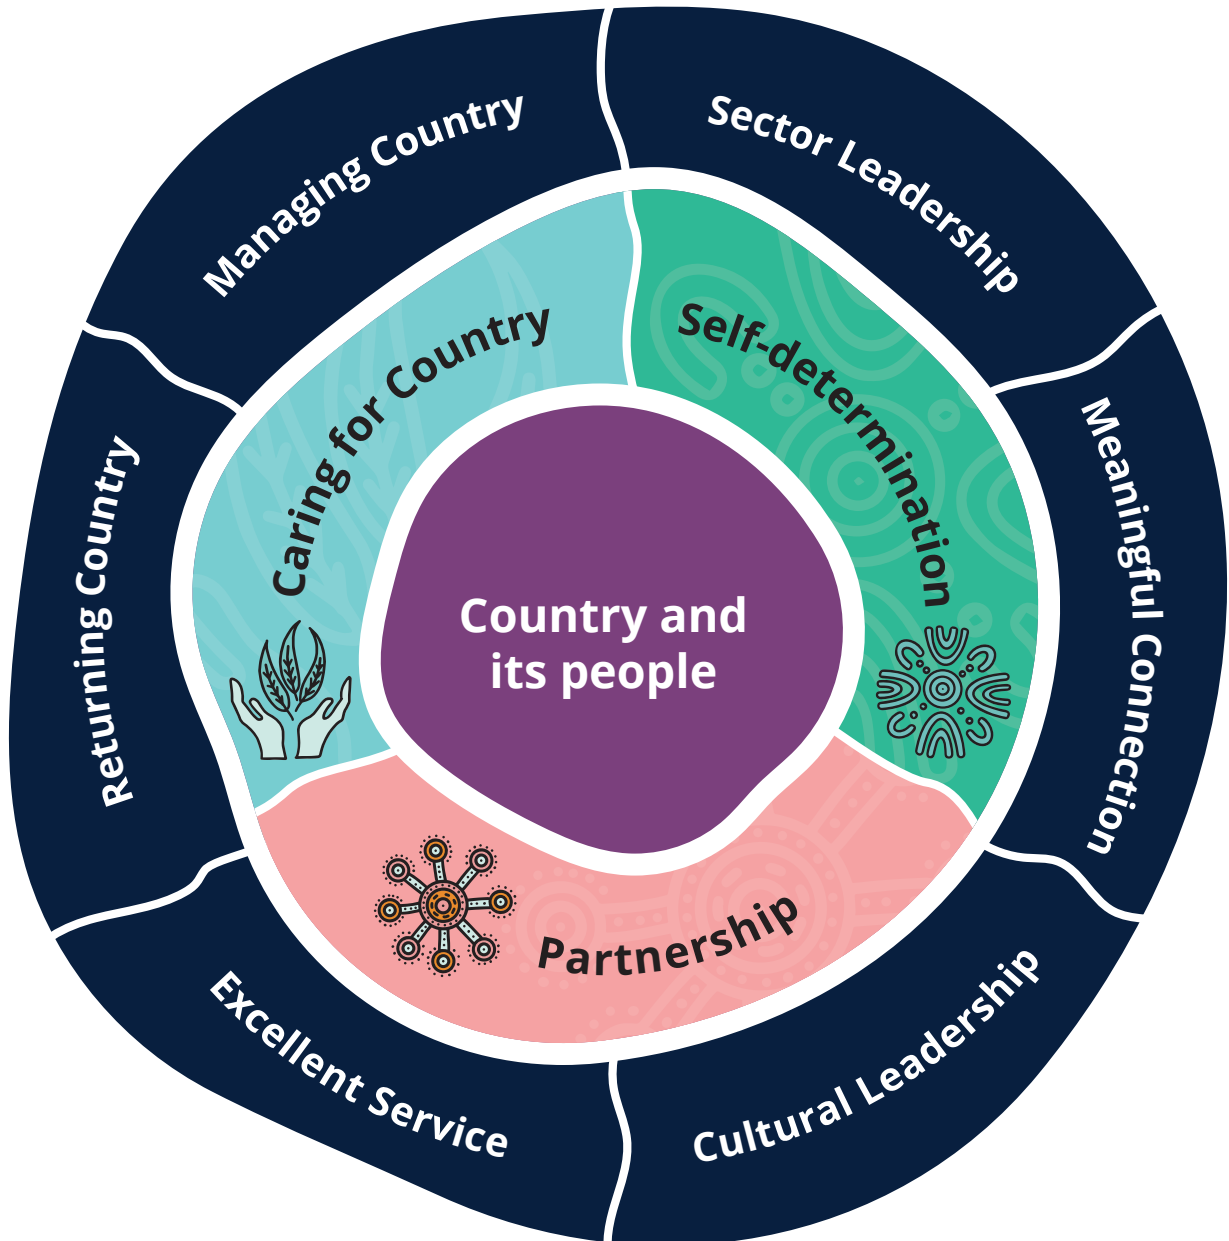 Managing Country
Sector Leadership
Meaningful Connection
Cultural Leadership
Excellent Service
Returning Country
Caring for Country
Self-determination
Partnership
Country and
its people